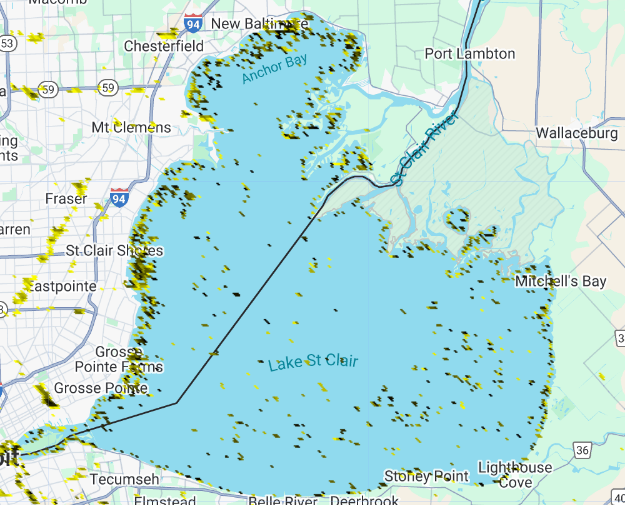 Macomb
94
New Baltimore
53
Chesterfield
Port Lambton
Anchor Bay
59
59
Mt Clemens
St Clair River
Wallaceburg
Fraser
94
St Clair Shores
Eastpointe
Mitchell's Bay
Grosse
Pointe Farms
Lake St Clair
Grosse Pointe
36
Lighthouse
Cove
Stoney Point
Tecumseh
Elmstead
Belle River
Deerbrook
40